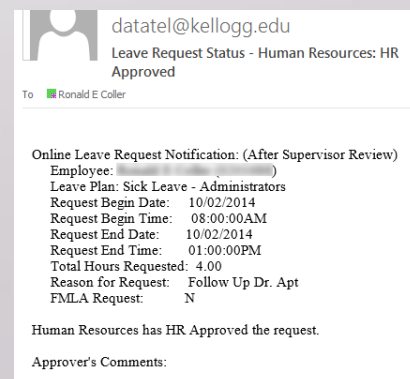 datatel@kellogg.edu
Leave Request Status - Human Resources: HR
Approved
To Ronald E Coller
Online Leave Request Notification: (After Supervisor Review)
Employee: )
Leave Plan: Sick Leave - Administrators
Request Begin Date: 10/02/2014
Request Begin Time: 08:00:00AM
Request End Date: 10/02/2014
Request End Time: 01:00:00PM
Total Hours Requested: 4.00
Reason for Request: Follow Up Dr. Apt
FMLA Request: N
Human Resources has HR Approved the request.
Approver's Comments: